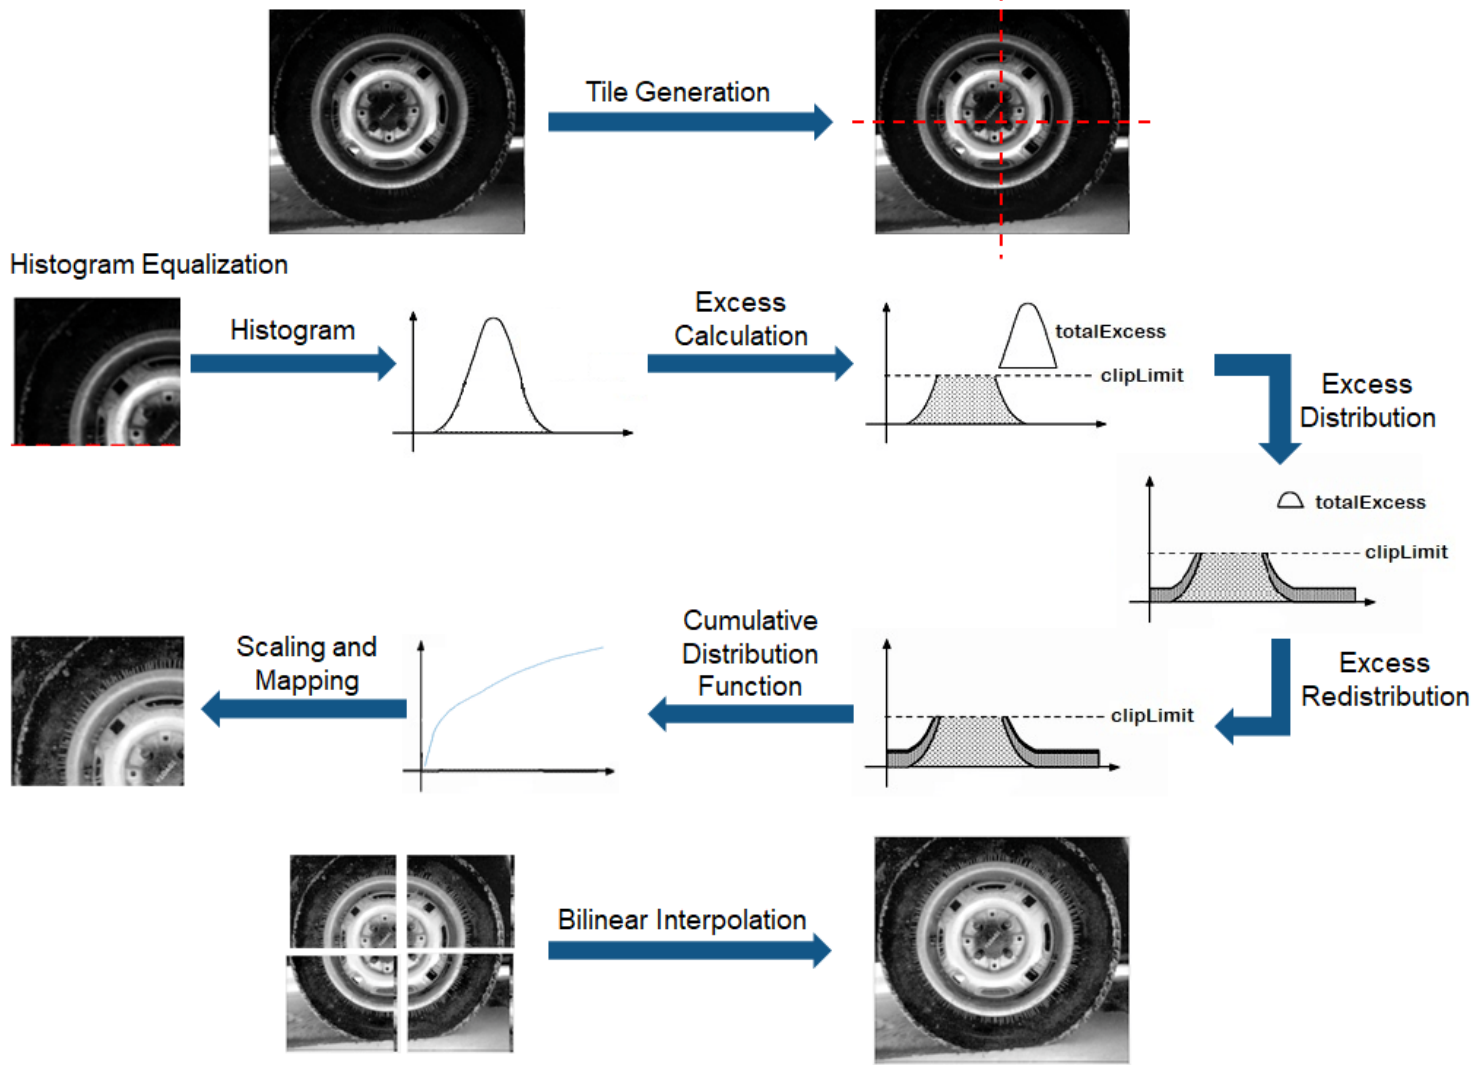 Tile Generation
Histogram Equalization
Histogram
Excess
Calculation
totalExcess
clipLimit
Excess
Distribution
totalExcess
clipLimit
Excess
Redistribution
clipLimit
Cumulative
Distribution
Function
Scaling and
Mapping
Bilinear Interpolation